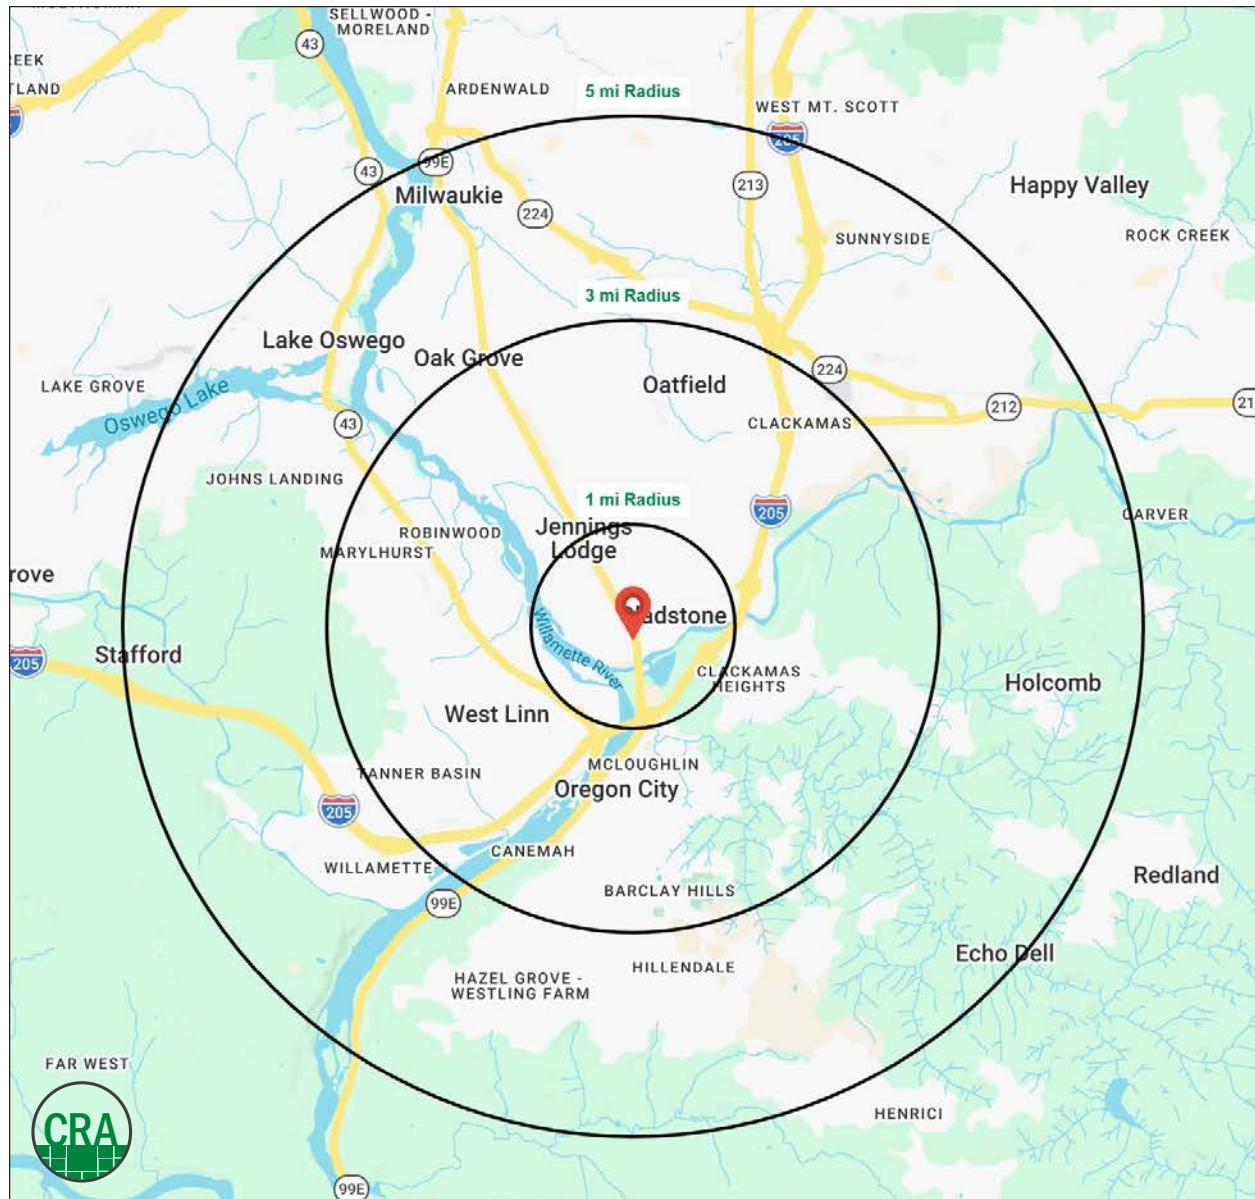 SELLWOOD -
MORELAND
43
REEK
TLAND
ARDENWALD
5 mi Radius
WEST MT. SCOTT
205
99E
43
Milwaukie
213
Happy Valley
224
SUNNYSIDE
ROCK CREEK
3 mi Radius
Lake Oswego
Oak Grove
224
LAKE GROVE
Oswego Lake
Oatfield
212
21
43
CLACKAMAS
JOHNS LANDING
1 mi Radius
205
CARVER
ROBINWOOD
Jennings
Lodge
MARYLHURST
rove
adstone
Willamette River
Stafford
205
CLACKAMAS
HEIGHTS
Holcomb
West Linn
MCLOUGHLIN
TANNER BASIN
Oregon City
205
CANEMAH
WILLAMETTE
Redland
BARCLAY HILLS
99E
Echo Dell
HILLENDALE
HAZEL GROVE -
WESTLING FARM
FAR WEST
HENRICI
CRA
99E